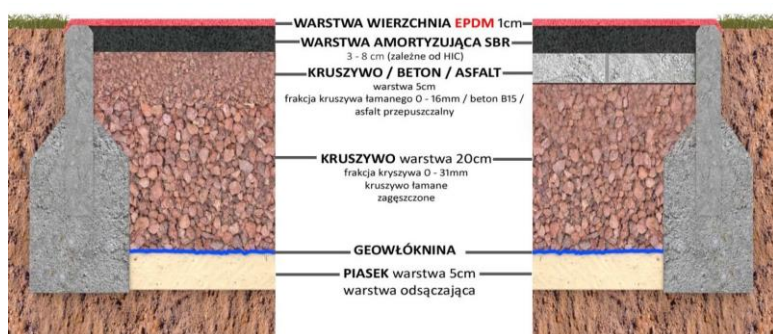 WARSTWA WIERZCHNIA EPDM 1cm
WARSTWA AMORTYZUJĄCA SBR
3 - 8 cm (zależne od HIC)
KRUSZYWO / BETON / ASFALT
warstwa 5cm
frakcja kruszywa łamanego 0 - 16mm / beton B15 /
asfalt przepuszczalny
KRUSZYWO warstwa 20cm
frakcja kryszywa 0 - 31mm
kruszywo łamane
zagęszczone
GEOWŁÓKNINA
PIASEK warstwa 5cm
warstwa odsączająca